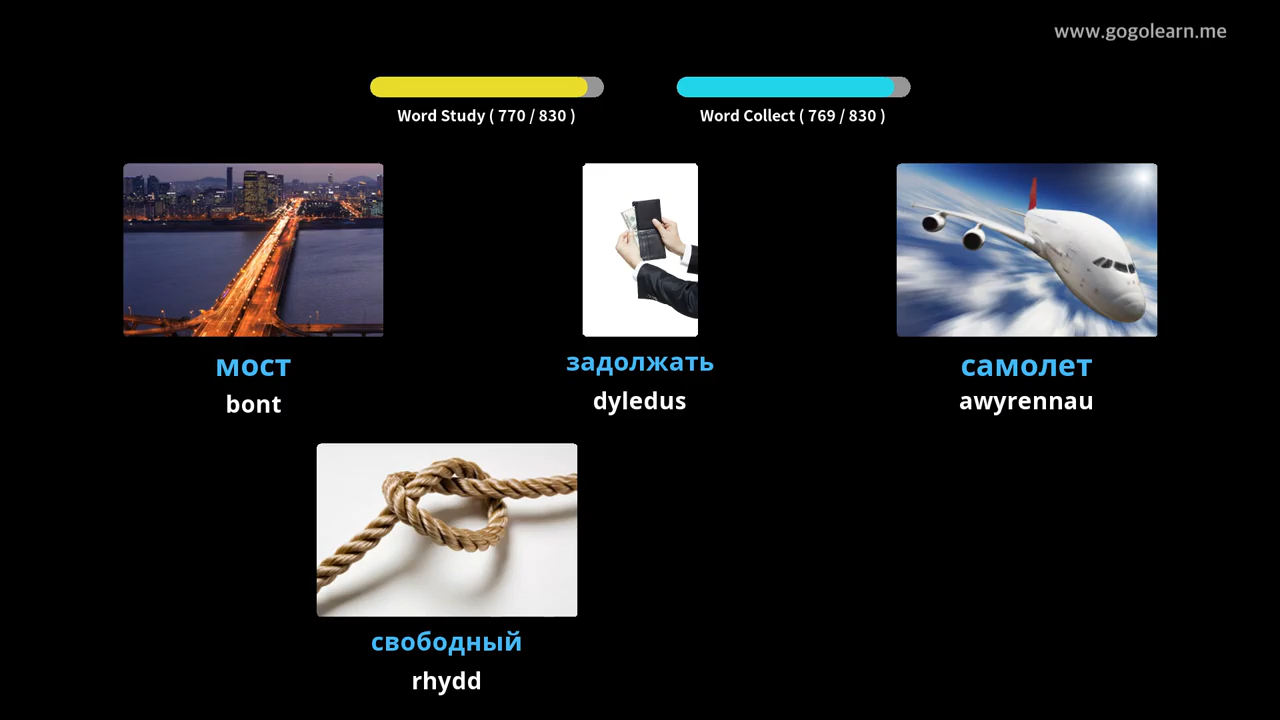 www.gogolearn.me
Word Study ( 770 / 830 )
Word Collect ( 769 / 830 )
мост
bont
задолжать
dyledus
самолет
awyrennau
свободный
rhydd